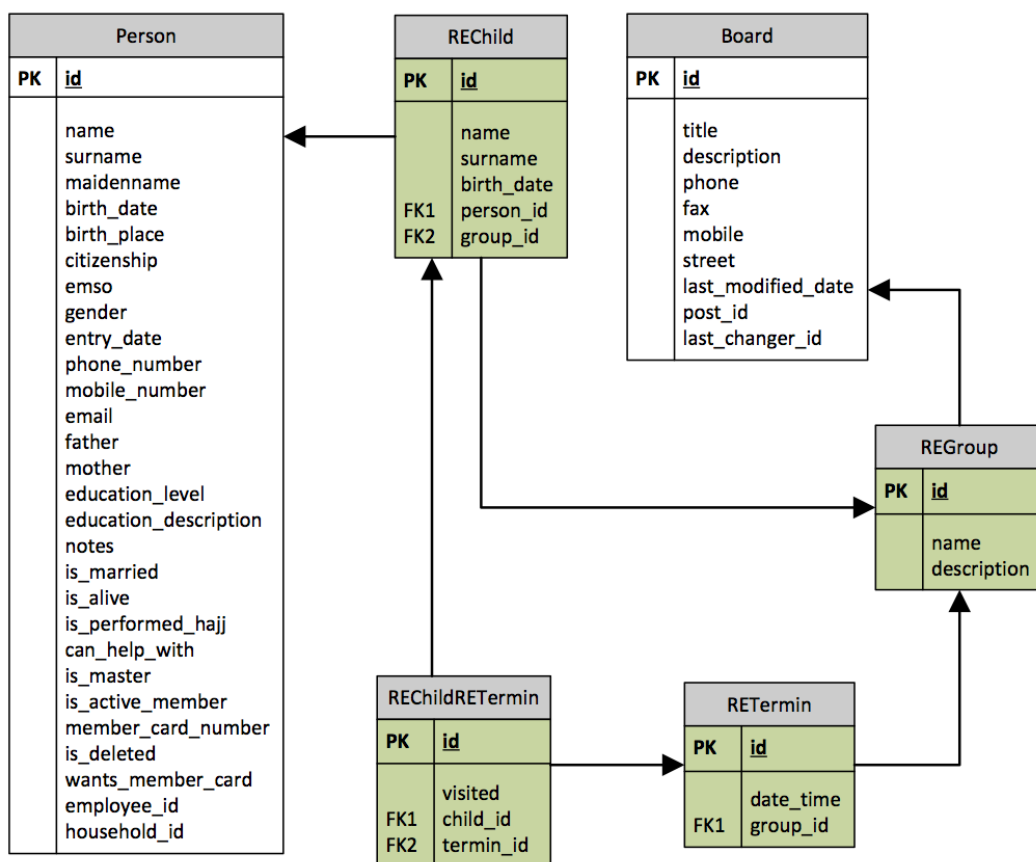 Person
PK id
name
surname
maidenname
birth_date
birth_place
citizenship
emso
gender
entry_date
phone_number
mobile_number
email
father
mother
education_level
education_description
notes
is_married
is_alive
is_performed_hajj
can_help_with
is_master
is_active_member
member_card_number
is_deleted
wants_member_card
employee_id
household_id
REChild
PK id
name
surname
birth_date
FK1 person_id
FK2 group_id
Board
PK id
title
description
phone
fax
mobile
street
last_modified_date
post_id
last_changer_id
REGroup
PK id
name
description
REChildRETermin
PK id
visited
FK1 child_id
FK2 termin_id
RETermin
PK id
date_time
FK1 group_id